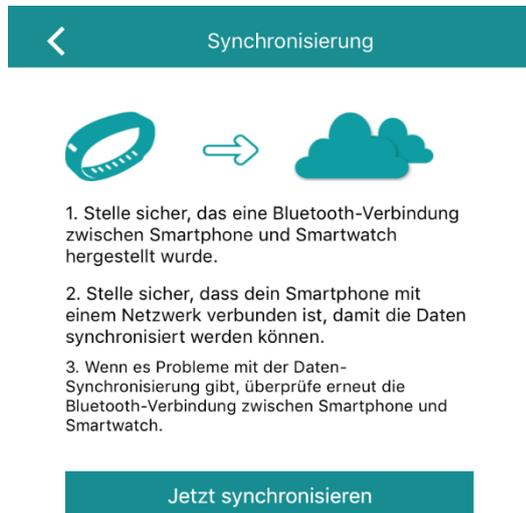 Synchronisierung
1. Stelle sicher, das eine Bluetooth-Verbindung
zwischen Smartphone und Smartwatch
hergestellt wurde.
2. Stelle sicher, dass dein Smartphone mit
einem Netzwerk verbunden ist, damit die Daten
synchronisiert werden können.
3. Wenn es Probleme mit der Daten-
Synchronisierung gibt, überprüfe erneut die
Bluetooth-Verbindung zwischen Smartphone und
Smartwatch.
Jetzt synchronisieren